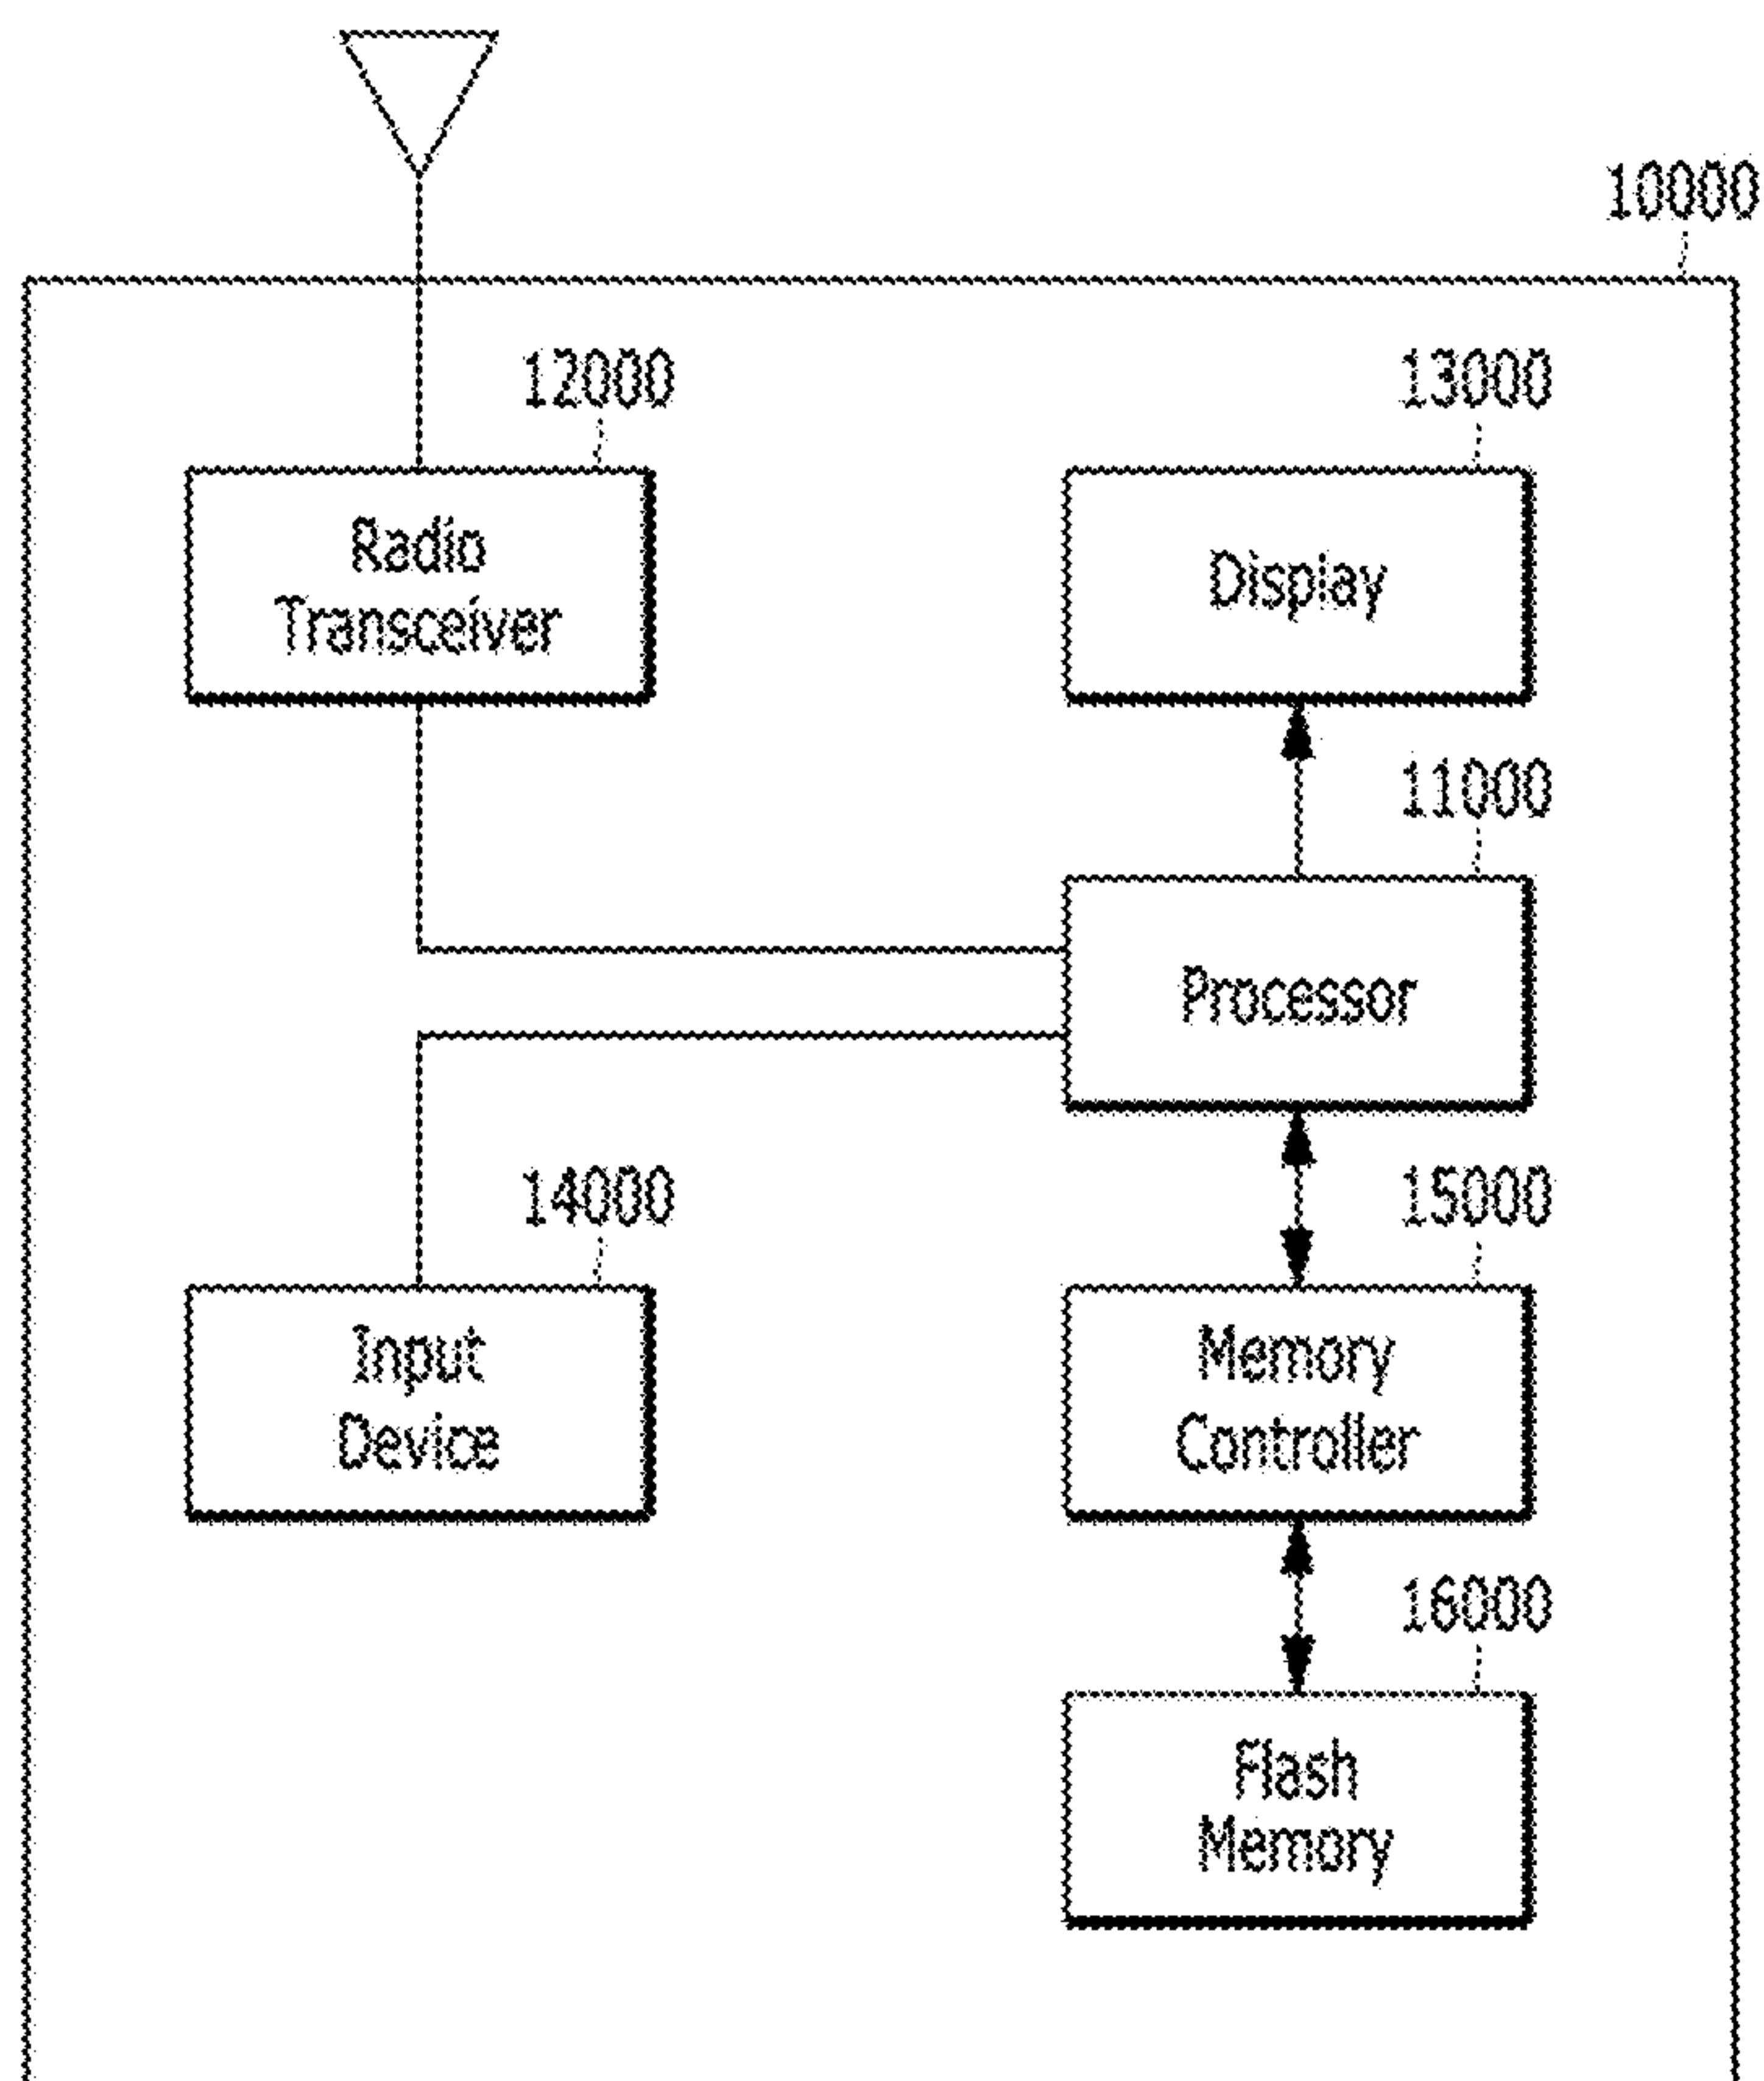 10000
12000
13000
Radio
Transceiver
Display
11000
Processor
14000
15000
Input
Device
Memory
Controller
16000
Flash
Memory